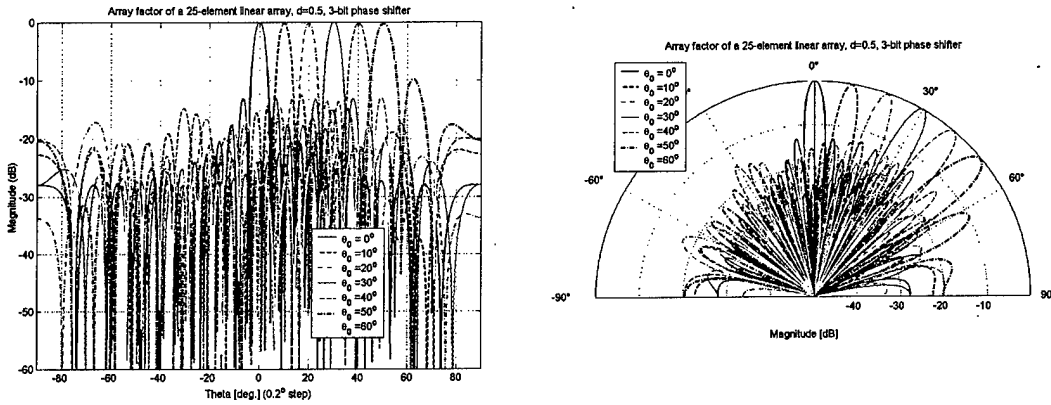 Array factor of a 25-element linear array, d=0.5, 3-bit phase shifter
Magnitude (dB)
0
-10
-20
-30
-40
-50
-60
-80
-60
-40
-20
0
20
40
60
80
Theta [deg.] (0.2° step)
θ₀ = 0°
θ₀ =10°
θ₀ =20°
θ₀ =30°
θ₀ =40°
θ₀ =50°
θ₀ =60°
Array factor of a 25-element linear array, d=0.5, 3-bit phase shifter
θ₀ = 0°
θ₀ =10°
θ₀ =20°
θ₀ =30°
θ₀ =40°
θ₀ =50°
θ₀ =60°
0°
30°
-60°
60°
-90°
90
-40
-30
-20
-10
Magnitude [dB]